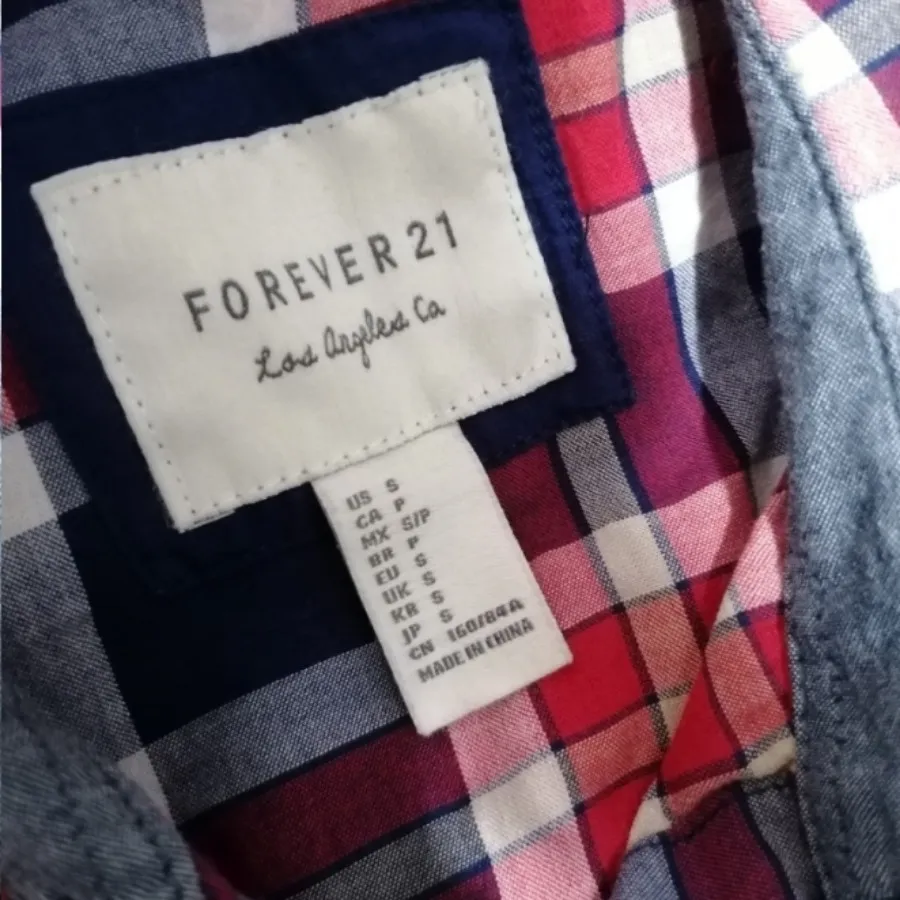 FOREVER 21
Los Angeles Ca
US S
CA P
MX S/P
BR P
EU S
UK S
KR S
JP S
CN 160/84A
MADE IN CHINA